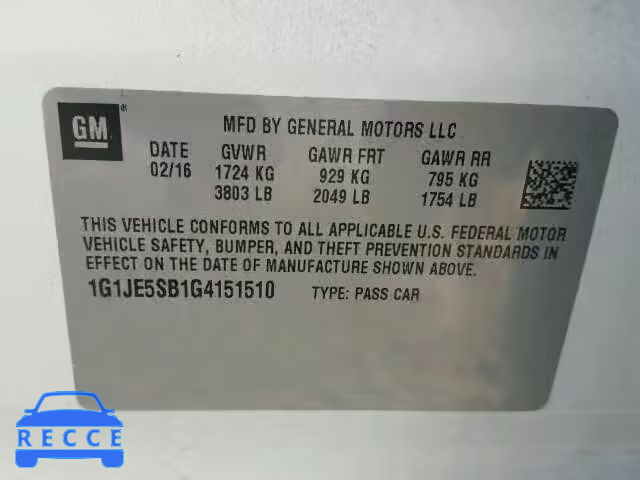 GM ®
MFD BY GENERAL MOTORS LLC
DATE GVWR GAWR FRT GAWR RR
02/16 1724 KG 929 KG 795 KG
3803 LB 2049 LB 1754 LB
THIS VEHICLE CONFORMS TO ALL APPLICABLE U.S. FEDERAL MOTOR
VEHICLE SAFETY, BUMPER, AND THEFT PREVENTION STANDARDS IN
EFFECT ON THE DATE OF MANUFACTURE SHOWN ABOVE.
1G1JE5SB1G4151510 TYPE: PASS CAR
RECCE